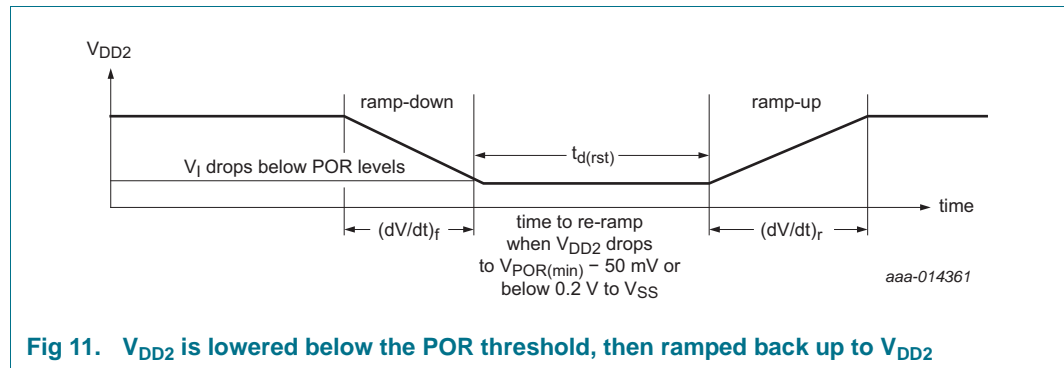 VDD2
ramp-down
ramp-up
td(rst)
VI drops below POR levels
time
(dV/dt)f
time to re-ramp
when VDD2 drops
to VPOR(min) − 50 mV or
below 0.2 V to VSS
(dV/dt)r
aaa-014361
Fig 11. VDD2 is lowered below the POR threshold, then ramped back up to VDD2